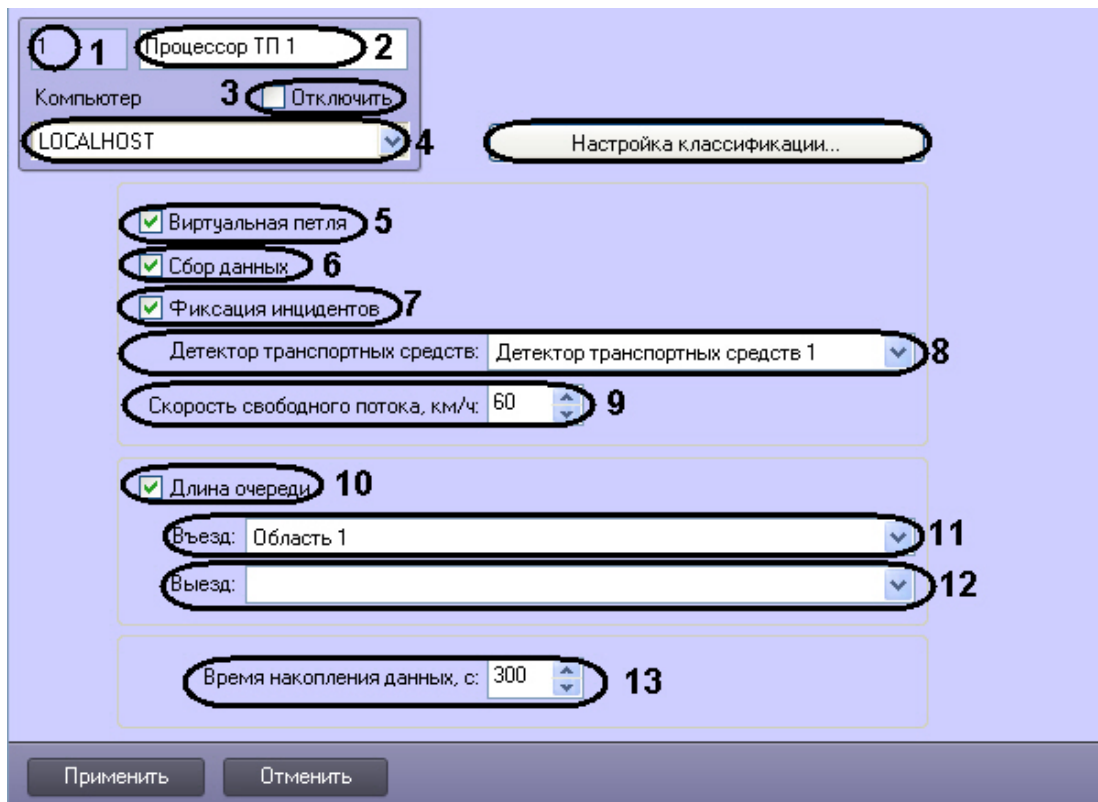 1 1 Процессор ТП 1 2
Компьютер 3 Отключить
LOCALHOST 4 Настройка классификации...
Виртуальная петля 5
Сбор данных 6
Фиксация инцидентов 7
Детектор транспортных средств: Детектор транспортных средств 1 8
Скорость свободного потока, км/ч: 60 9
Длина очереди 10
Въезд: Область 1 11
Выезд: 12
Время накопления данных, с: 300 13
Применить Отменить